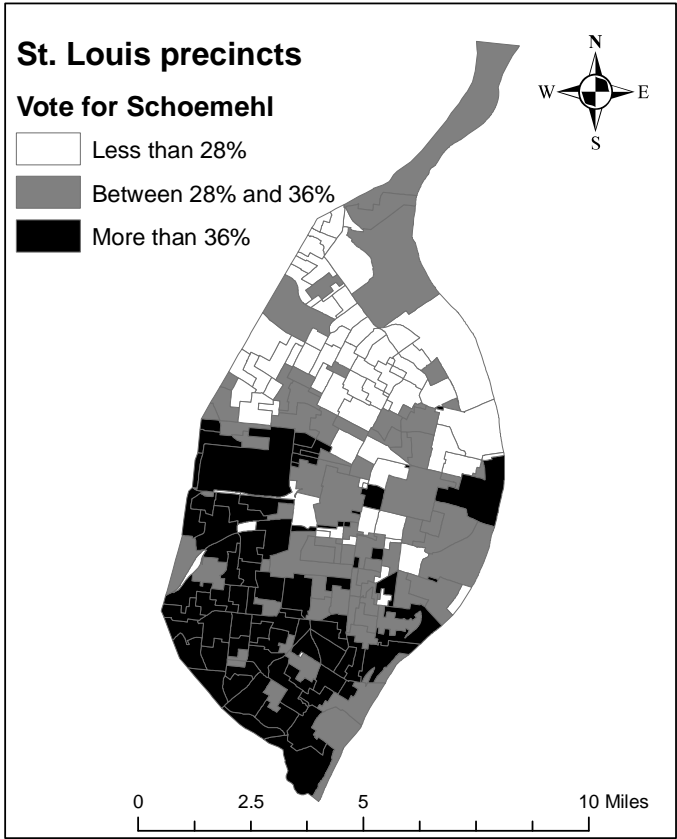 St. Louis precincts
Vote for Schoemehl
Less than 28%
Between 28% and 36%
More than 36%
N
W E
S
0 2.5 5 10 Miles